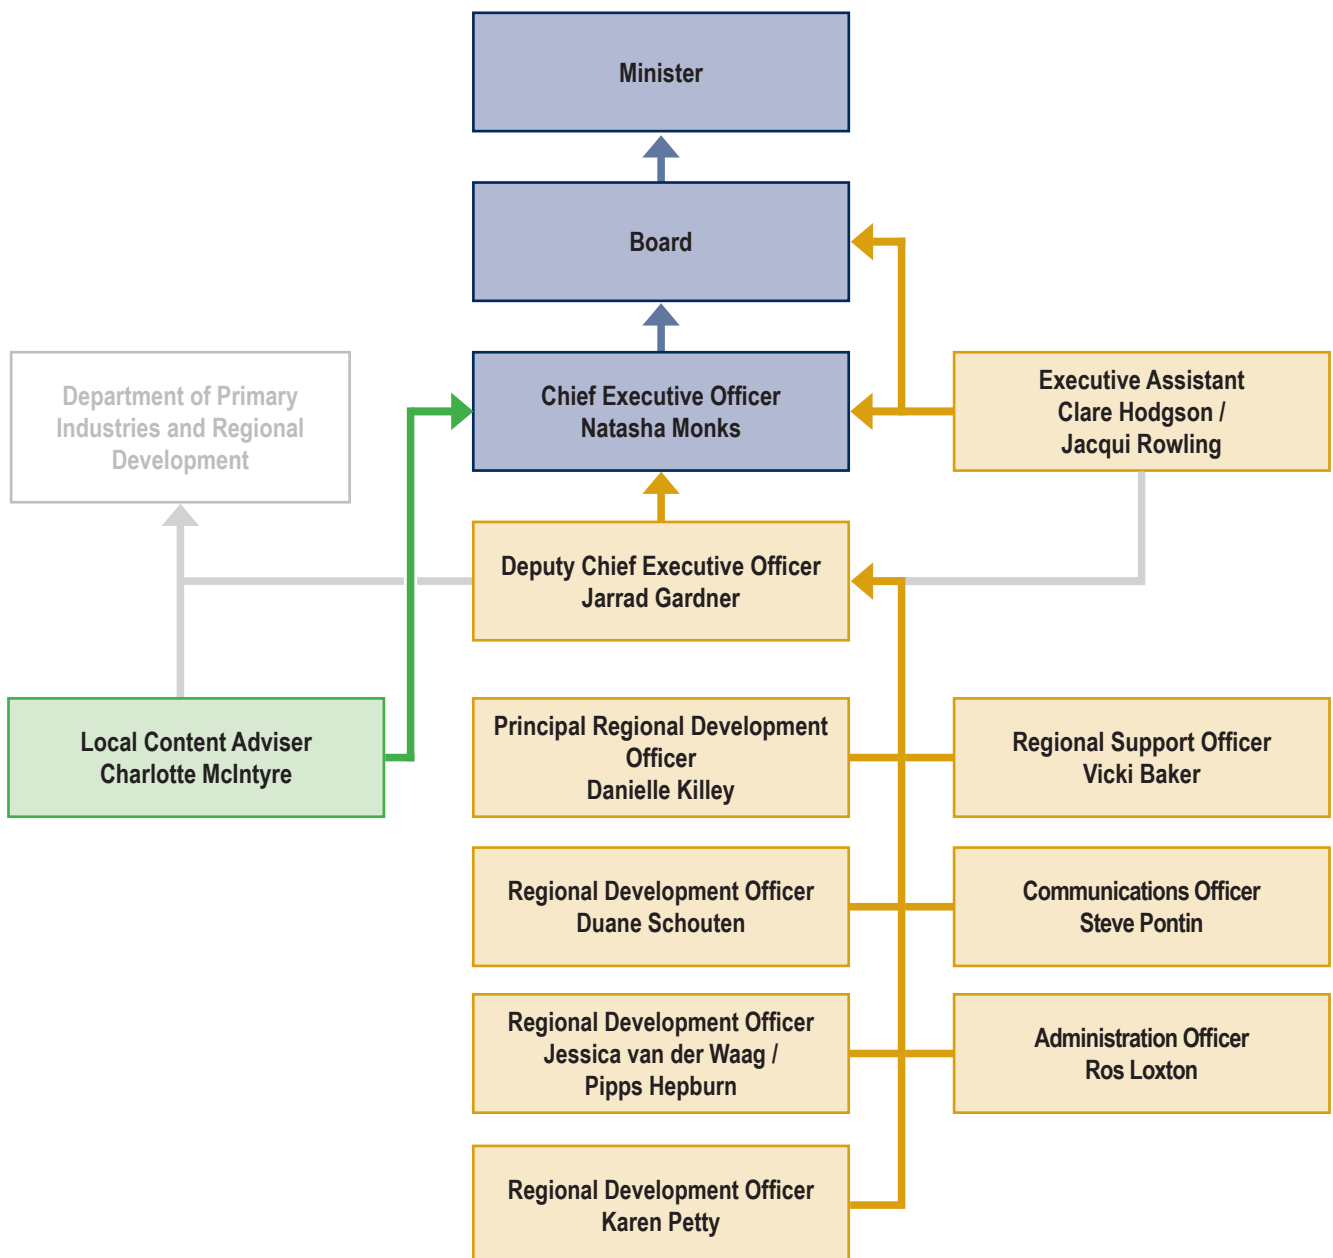 Minister
Board
Department of Primary
Industries and Regional
Development
Chief Executive Officer
Natasha Monks
Executive Assistant
Clare Hodgson /
Jacqui Rowling
Deputy Chief Executive Officer
Jarrad Gardner
Local Content Adviser
Charlotte McIntyre
Principal Regional Development
Officer
Danielle Killey
Regional Support Officer
Vicki Baker
Regional Development Officer
Duane Schouten
Communications Officer
Steve Pontin
Regional Development Officer
Jessica van der Waag /
Pipps Hepburn
Administration Officer
Ros Loxton
Regional Development Officer
Karen Petty